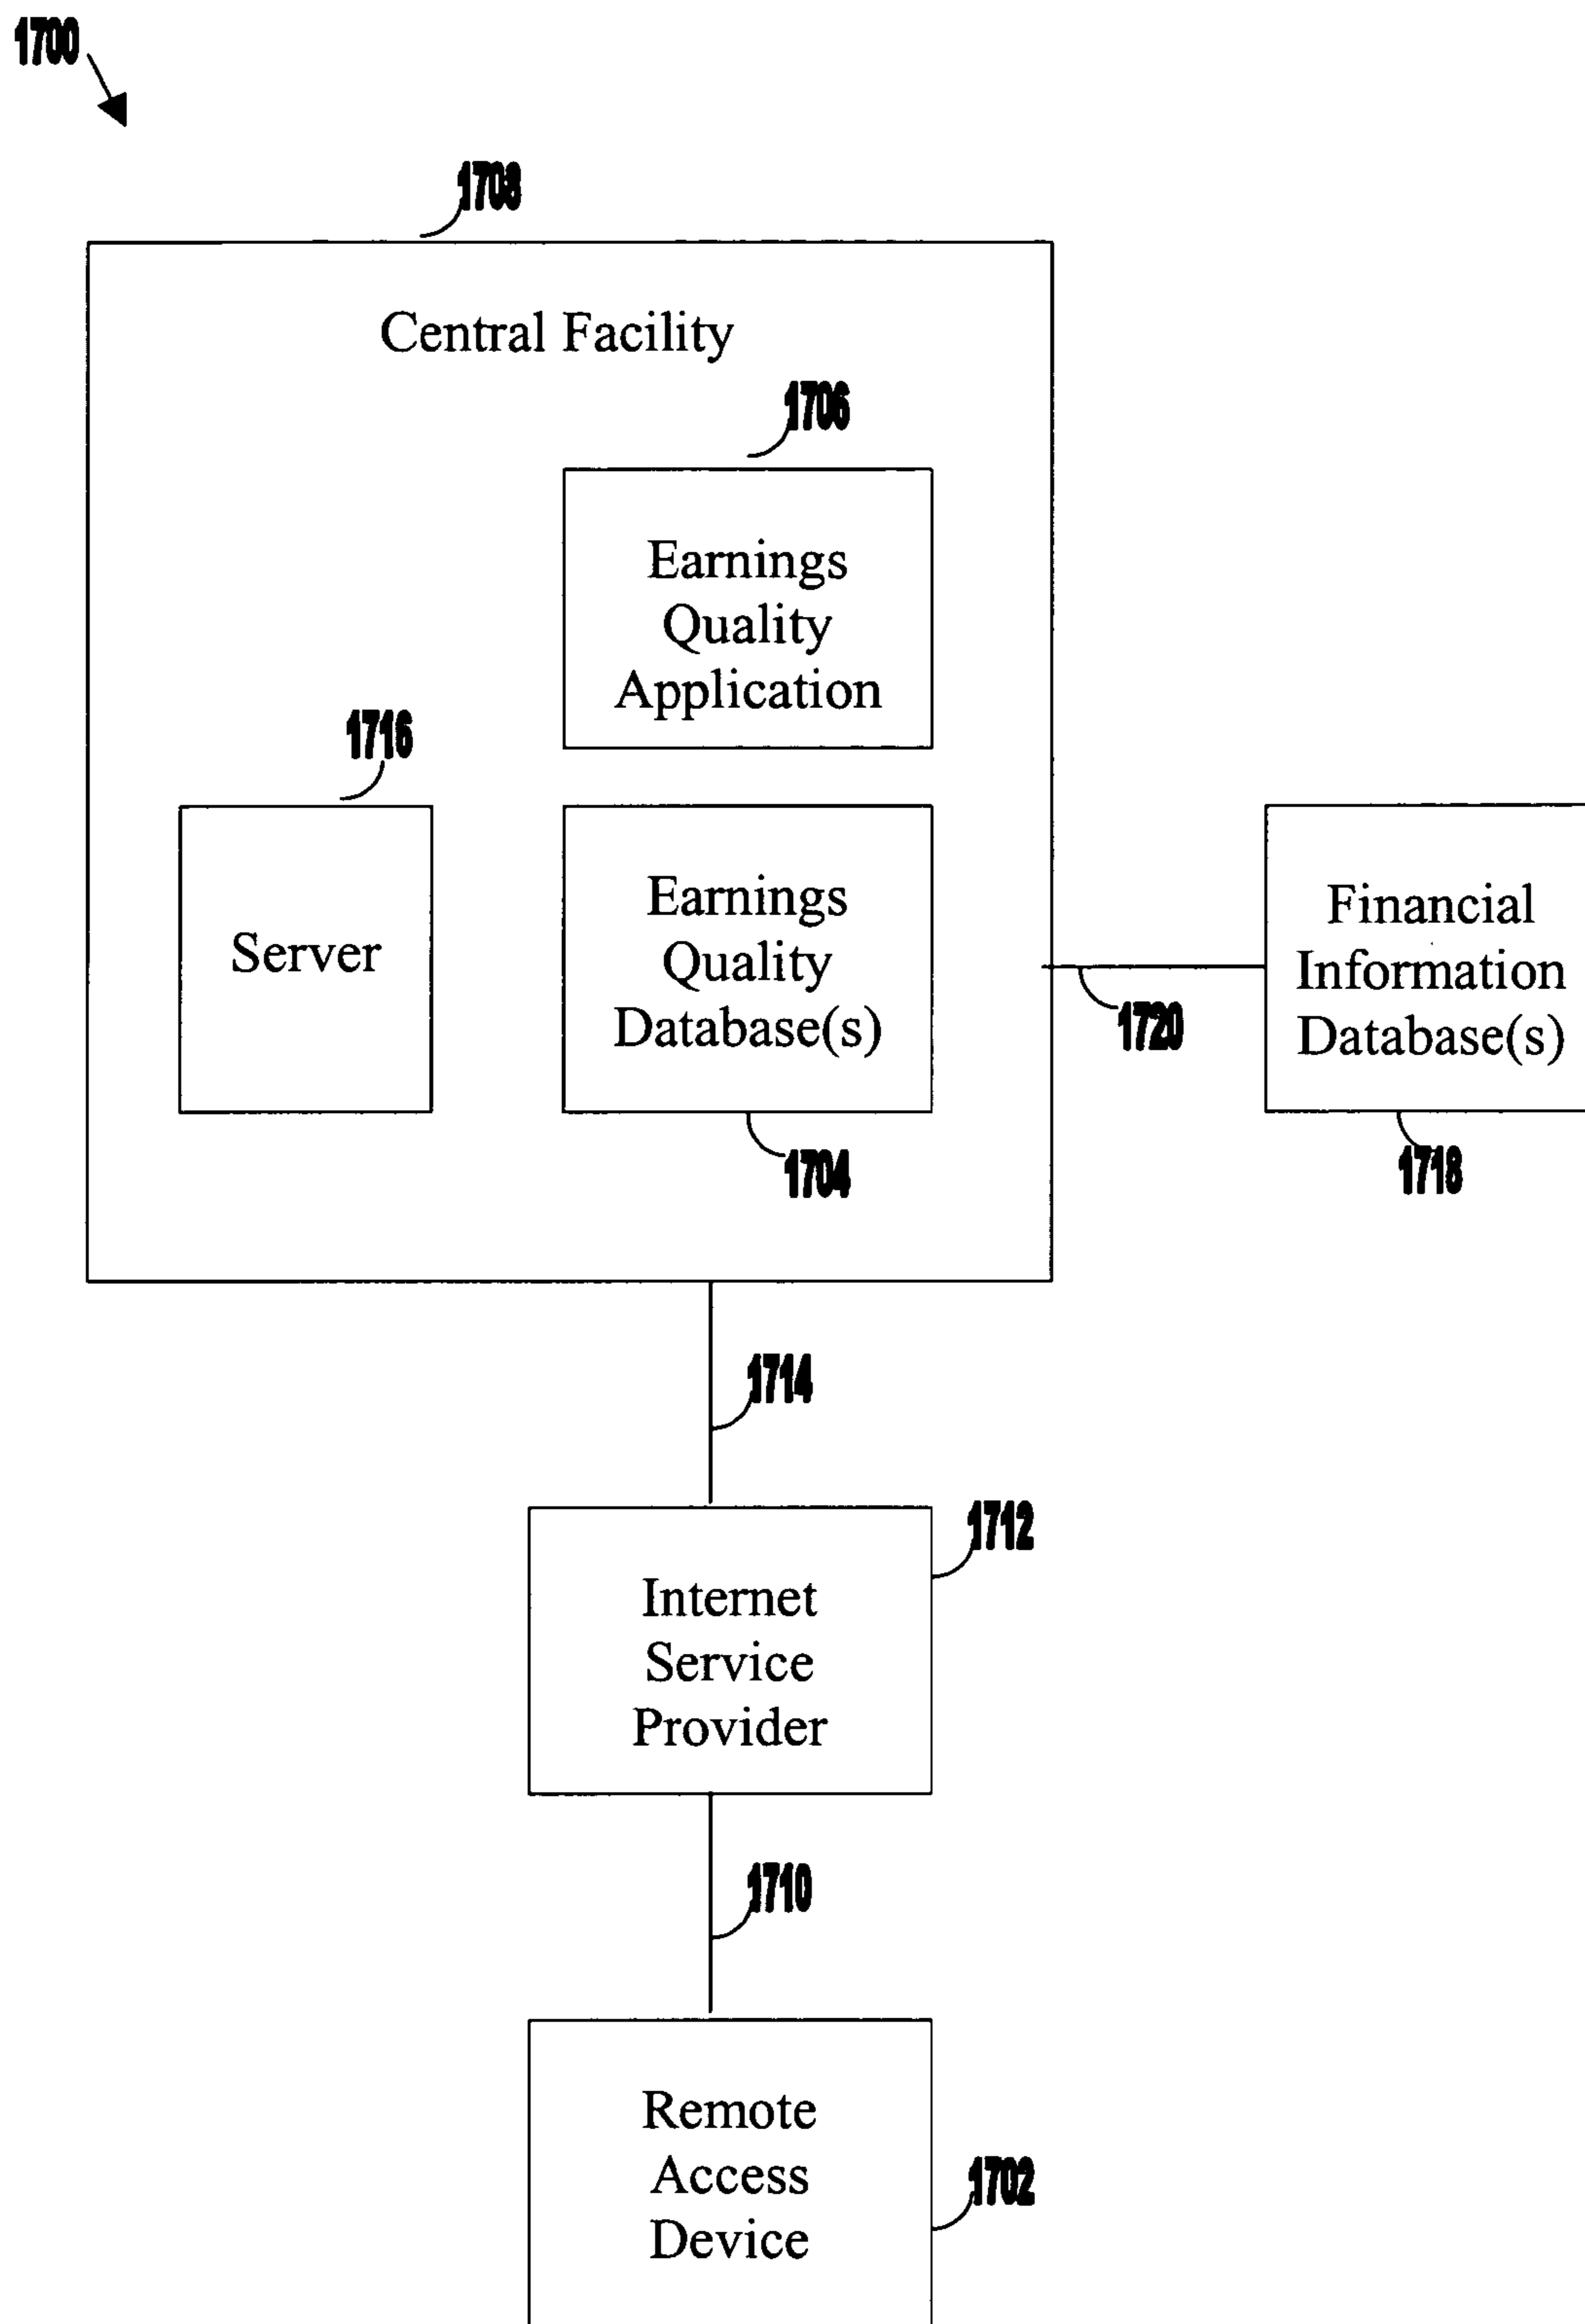 1700
1708
Central Facility
1706
Earnings
Quality
Application
1716
Server
Earnings
Quality
Database(s)
1704
1720
Financial
Information
Database(s)
1718
1714
1712
Internet
Service
Provider
1710
Remote
Access
Device
1702